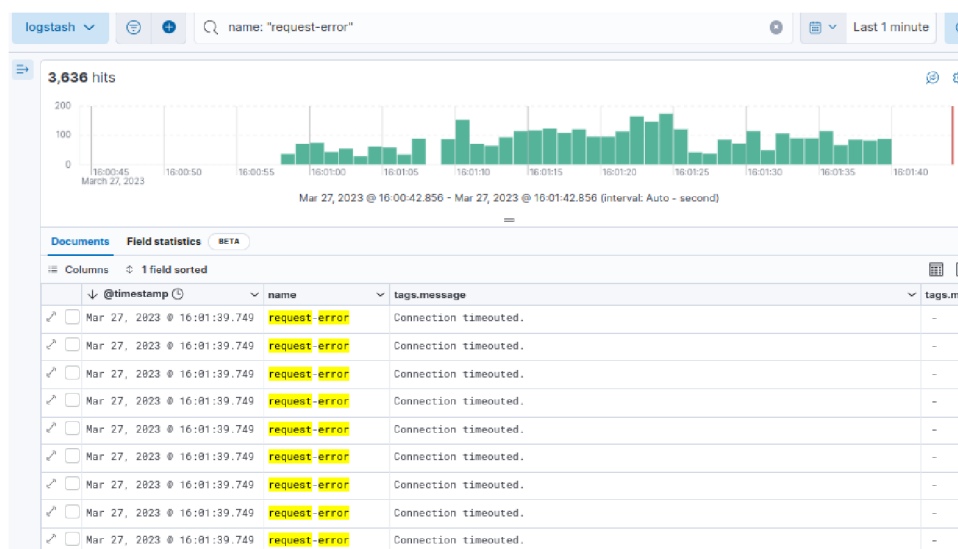 logstash name: "request-error" Last 1 minute
3,636 hits
200
100
0
16:00:45 16:00:50 16:00:55 16:01:00 16:01:05 16:01:10 16:01:15 16:01:20 16:01:25 16:01:30 16:01:35 16:01:40
March 27, 2023
Mar 27, 2023 @ 16:00:42.856 - Mar 27, 2023 @ 16:01:42.856 (interval: Auto - second)
Documents Field statistics BETA
Columns 1 field sorted
@timestamp name tags.message tags.m
Mar 27, 2023 @ 16:01:39.749 request-error Connection timeouted. -
Mar 27, 2023 @ 16:01:39.749 request-error Connection timeouted. -
Mar 27, 2023 @ 16:01:39.749 request-error Connection timeouted. -
Mar 27, 2023 @ 16:01:39.749 request-error Connection timeouted. -
Mar 27, 2023 @ 16:01:39.749 request-error Connection timeouted. -
Mar 27, 2023 @ 16:01:39.749 request-error Connection timeouted. -
Mar 27, 2023 @ 16:01:39.749 request-error Connection timeouted. -
Mar 27, 2023 @ 16:01:39.749 request-error Connection timeouted. -
Mar 27, 2023 @ 16:01:39.749 request-error Connection timeouted. -